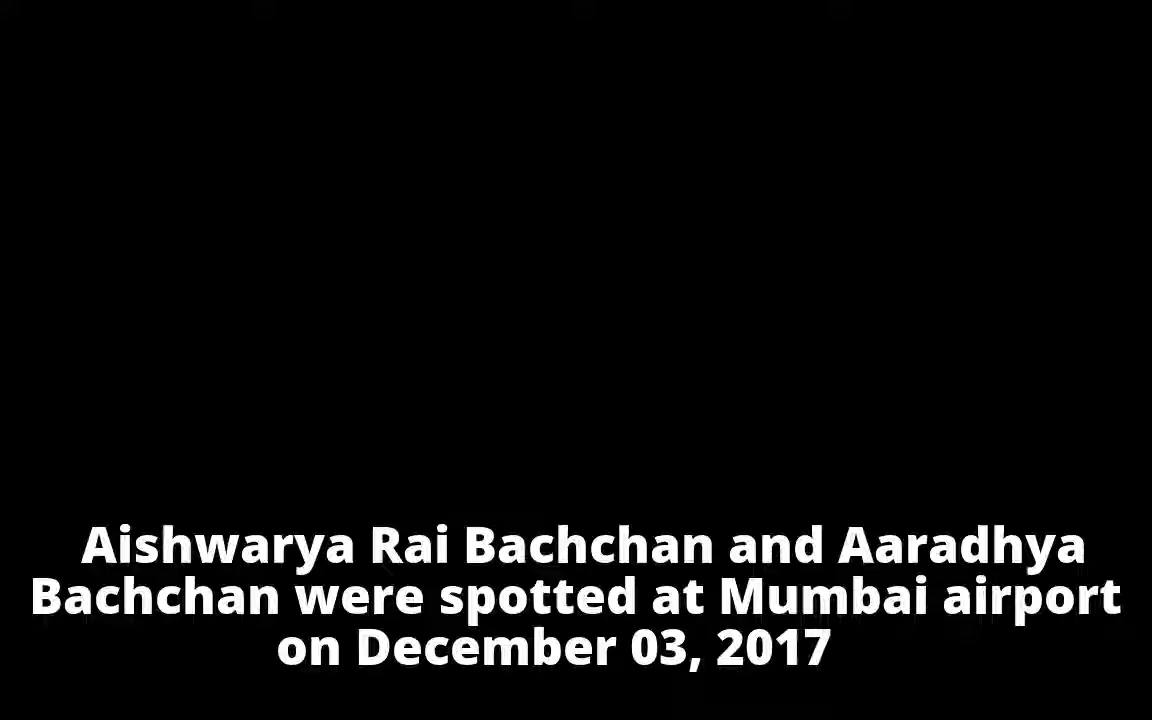 Aishwarya Rai Bachchan and Aaradhya
Bachchan were spotted at Mumbai airport
on December 03, 2017